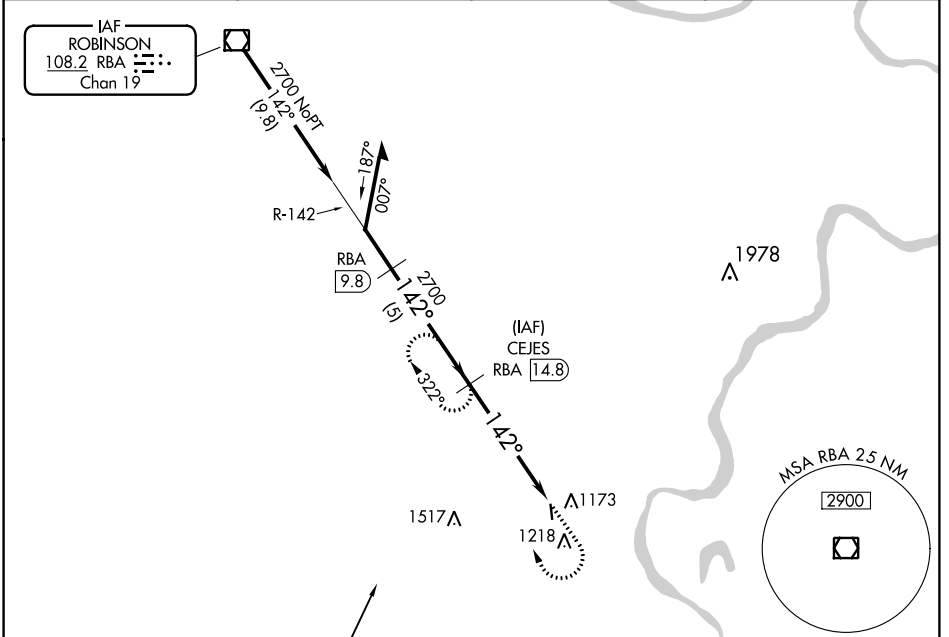 IAF
ROBINSON
108.2 RBA
Chan 19
2700 NoPT
142°
(9.8)
187°
007°
R-142
RBA
9.8
2700
142°
(5)
1978
(IAF)
CEJES
RBA 14.8
322°
142°
1173
1517
1218
MSA RBA 25 NM
2900